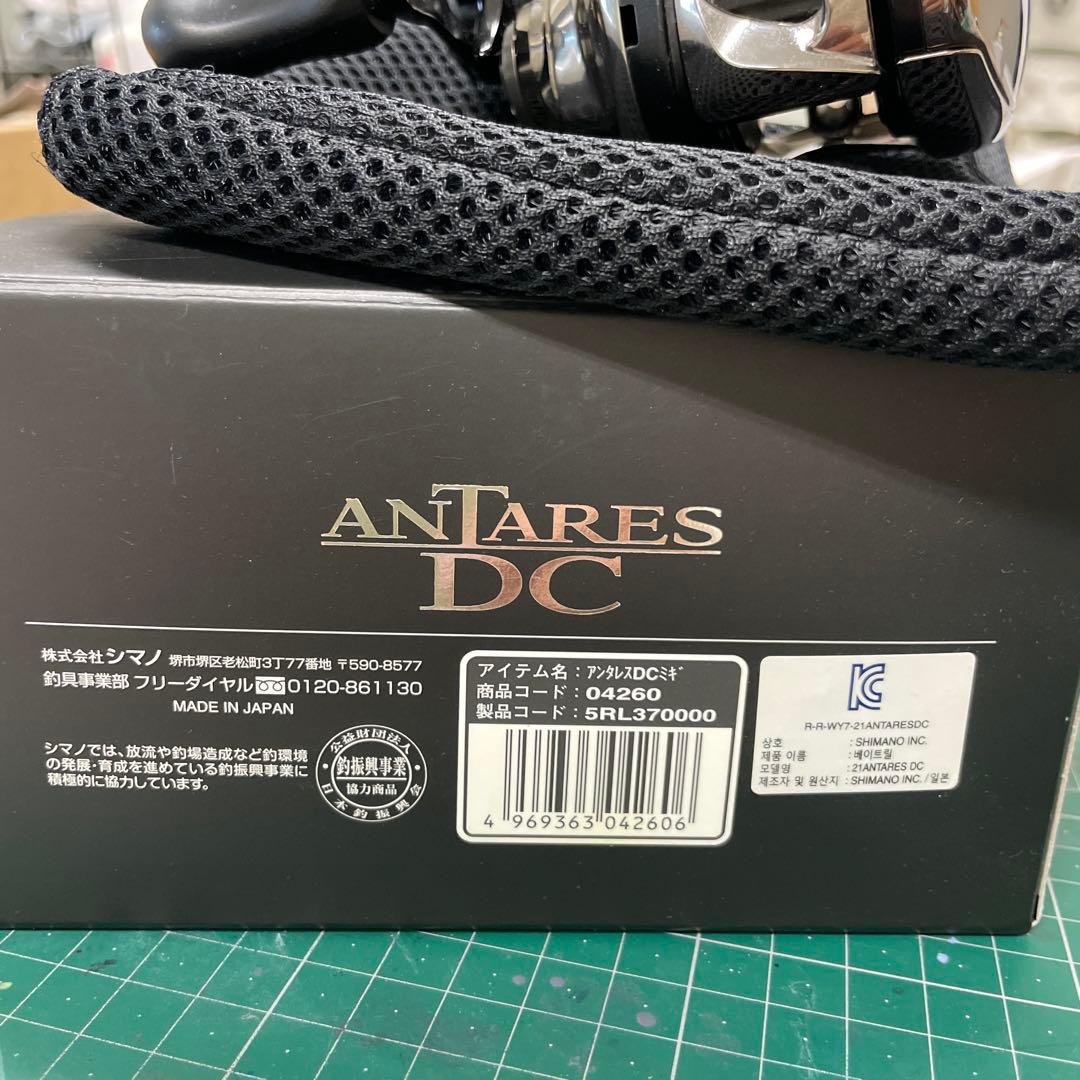 ANTARES
DC
株式会社シマノ 堺市堺区老松町3丁77番地 〒590-8577
釣具事業部 フリーダイヤル 0120-861130
MADE IN JAPAN
シマノでは、放流や釣場造成など釣環境
の発展・育成を進めている釣振興事業に
積極的に協力しています。
公益財団法人
釣振興事業
協力商品
日本釣振興会
アイテム名：ｱﾝﾀﾚｽDCﾐｷﾞ
商品コード：04260
製品コード：5RL370000
4 969363 042606
KC
R-R-WY7-21ANTARESDC
상호 : SHIMANO INC.
제품 이름 : 베이트릴
모델명 : 21ANTARES DC
제조자 및 원산지 : SHIMANO INC. / 일본